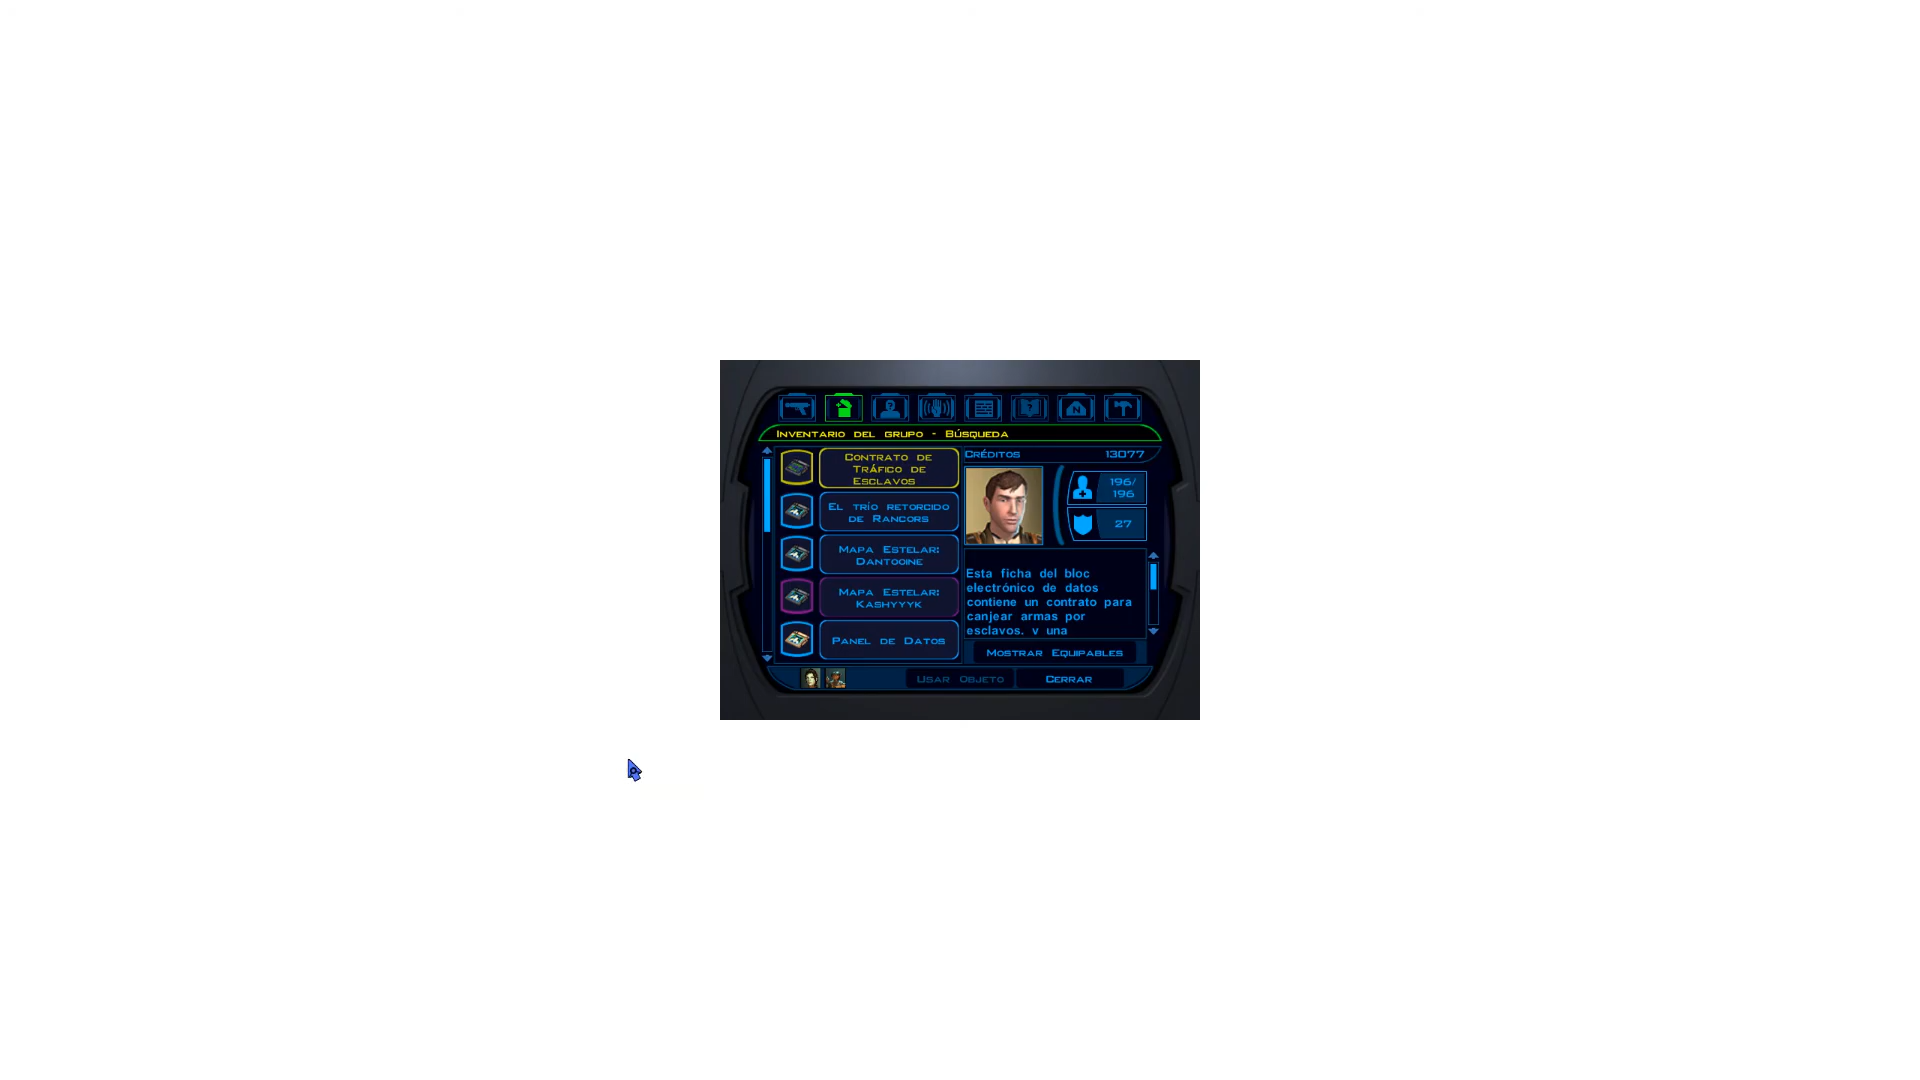 Inventario del grupo - Búsqueda
Contrato de
Tráfico de
Esclavos
El trío retorcido
de Rancors
Mapa Estelar:
Dantooine
Mapa Estelar:
Kashyyyk
Panel de Datos
Créditos 13077
196/
196
27
Esta ficha del bloc
electrónico de datos
contiene un contrato para
canjear armas por
esclavos. y una
Mostrar Equipables
Usar Objeto
Cerrar